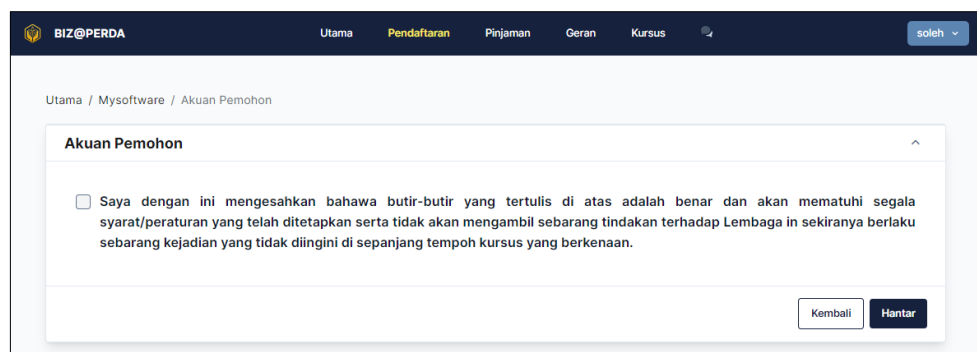 BIZ@PERDA Utama Pendaftaran Pinjaman Geran Kursus soleh
Utama / Mysoftware / Akuan Pemohon
Akuan Pemohon
Saya dengan ini mengesahkan bahawa butir-butir yang tertulis di atas adalah benar dan akan mematuhi segala
syarat/peraturan yang telah ditetapkan serta tidak akan mengambil sebarang tindakan terhadap Lembaga in sekiranya berlaku
sebarang kejadian yang tidak diingini di sepanjang tempoh kursus yang berkenaan.
Kembali Hantar